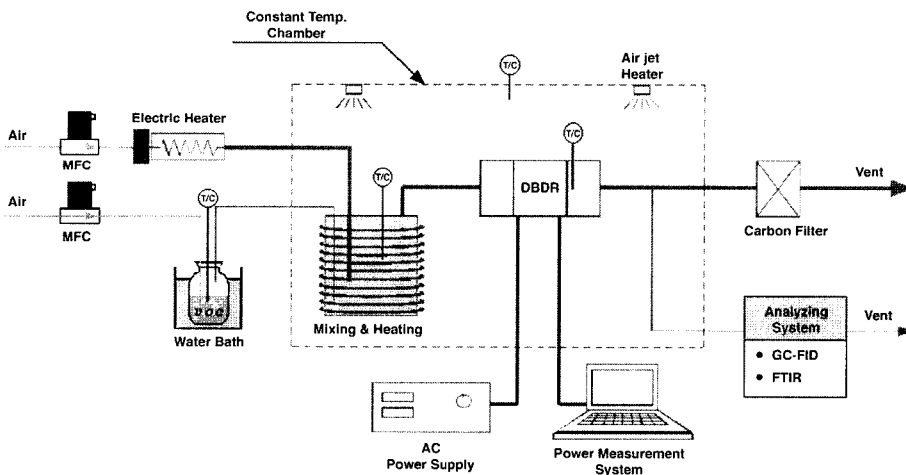 Constant Temp.
Chamber
T/C
Air jet
Heater
Air
MFC
Electric Heater
T/C
DBDR
Vent
Carbon Filter
Air
MFC
T/C
T/C
VOC
Water Bath
Mixing & Heating
Analyzing
System
• GC-FID
• FTIR
Vent
AC
Power Supply
Power Measurement
System